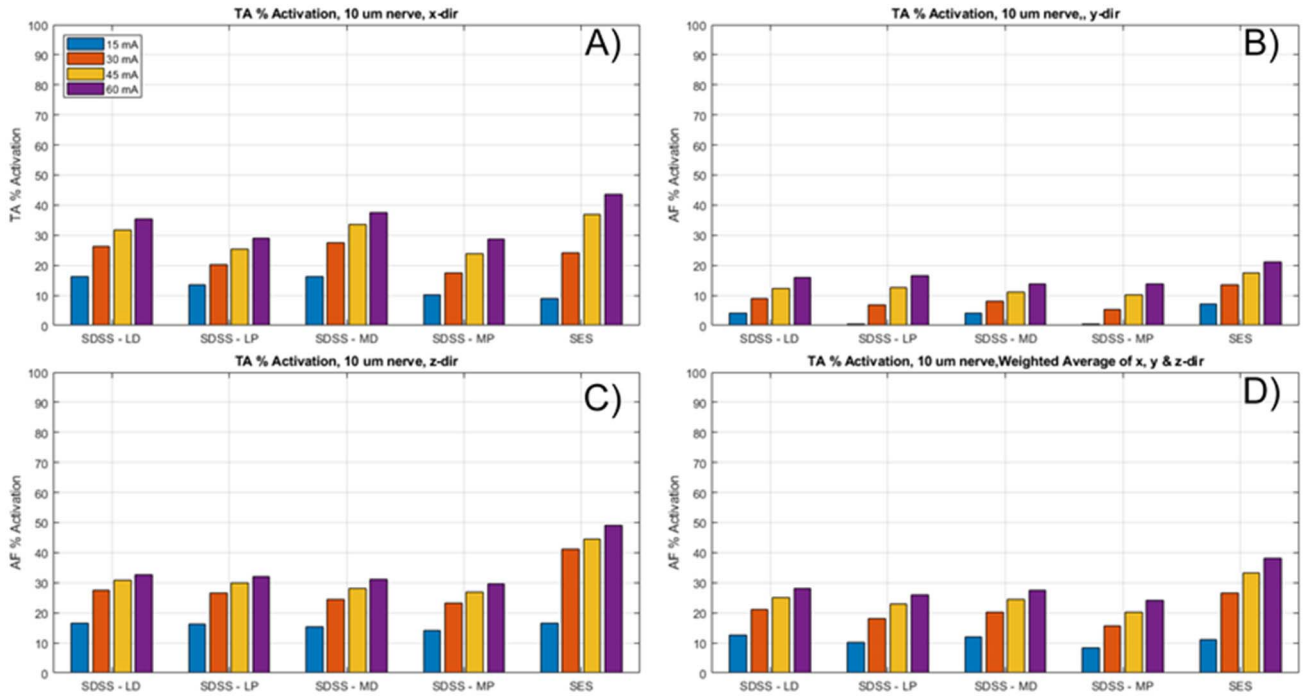 TA % Activation, 10 um nerve, x-dir
A)
15 mA
30 mA
45 mA
60 mA
TA % Activation
100
90
80
70
60
50
40
30
20
10
0
SDSS - LD
SDSS - LP
SDSS - MD
SDSS - MP
SES
TA % Activation, 10 um nerve,, y-dir
B)
AF % Activation
100
90
80
70
60
50
40
30
20
10
0
SDSS - LD
SDSS - LP
SDSS - MD
SDSS - MP
SES
TA % Activation, 10 um nerve, z-dir
C)
AF % Activation
100
90
80
70
60
50
40
30
20
10
0
SDSS - LD
SDSS - LP
SDSS - MD
SDSS - MP
SES
TA % Activation, 10 um nerve,Weighted Average of x, y & z-dir
D)
AF % Activation
100
90
80
70
60
50
40
30
20
10
0
SDSS - LD
SDSS - LP
SDSS - MD
SDSS - MP
SES